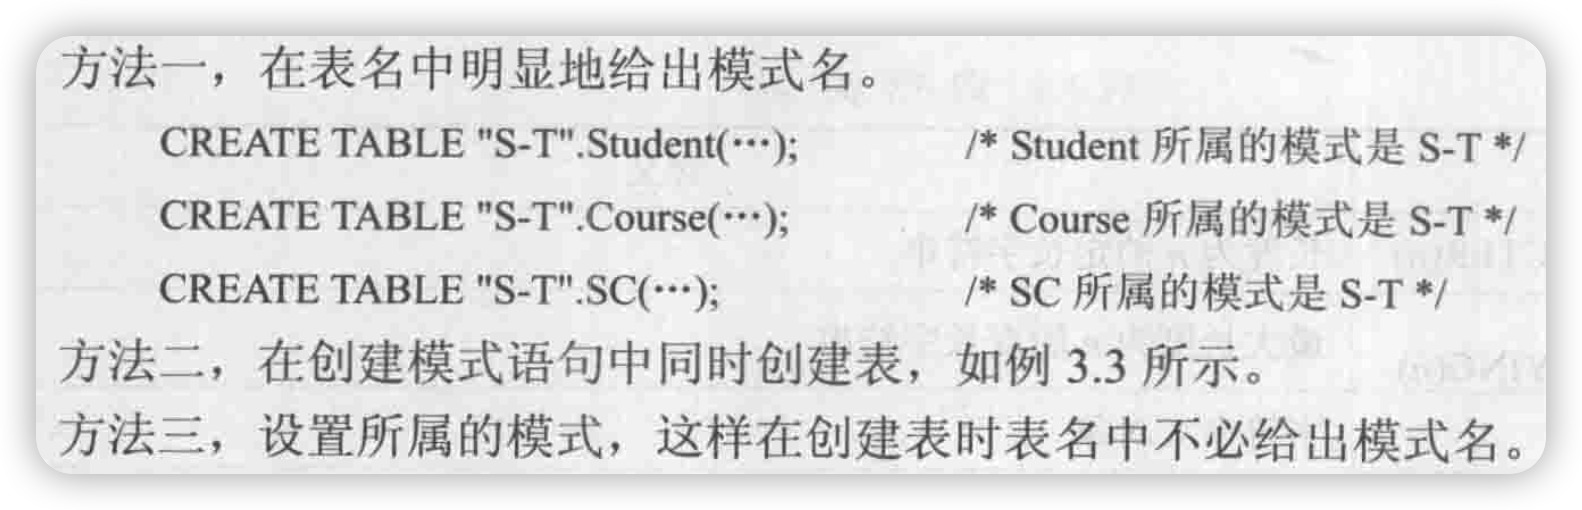 方法一，在表名中明显地给出模式名。
CREATE TABLE "S-T".Student(…); /* Student 所属的模式是 S-T */
CREATE TABLE "S-T".Course(…); /* Course 所属的模式是 S-T */
CREATE TABLE "S-T".SC(…); /* SC 所属的模式是 S-T */
方法二，在创建模式语句中同时创建表，如例 3.3 所示。
方法三，设置所属的模式，这样在创建表时表名中不必给出模式名。